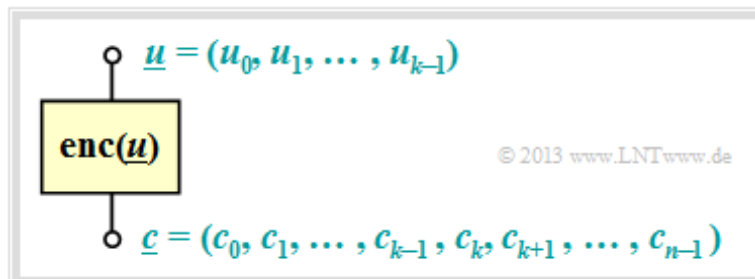 u = (u₀, u₁, … , uₖ₋₁)
enc(u)
© 2013 www.LNTwww.de
c = (c₀, c₁, … , cₖ₋₁ , cₖ, cₖ₊₁ , … , cₙ₋₁ )